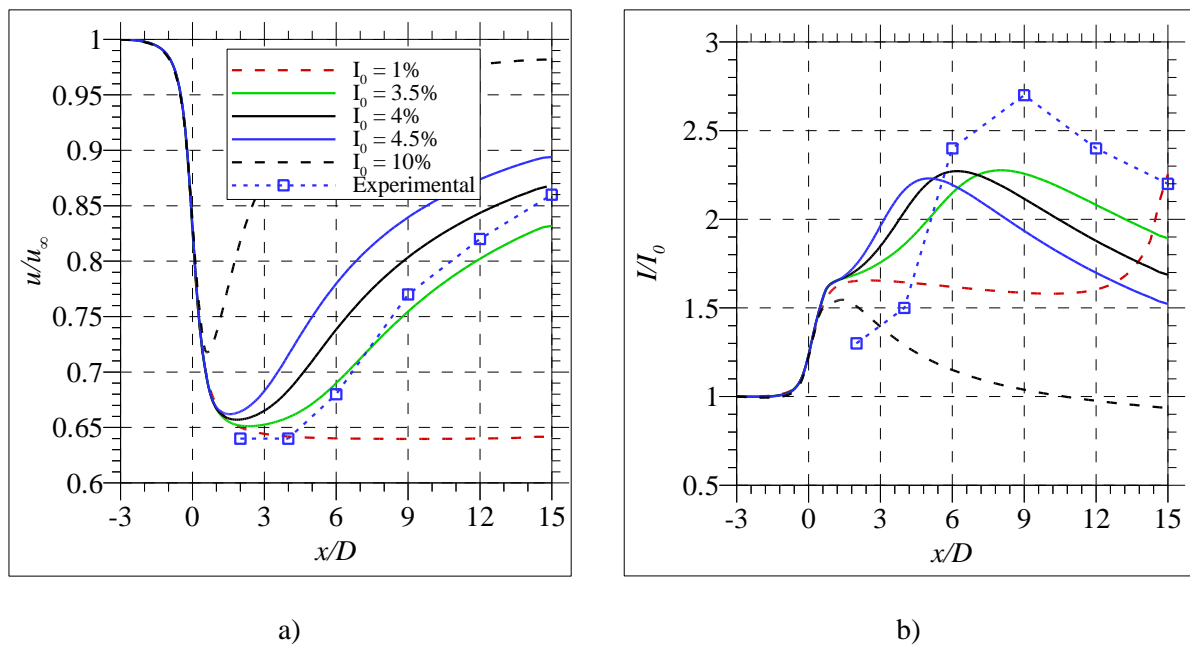 1
0.95
0.9
0.85
0.8
0.75
0.7
0.65
0.6
u/u∞
-3 0 3 6 9 12 15
x/D
I₀ = 1%
I₀ = 3.5%
I₀ = 4%
I₀ = 4.5%
I₀ = 10%
Experimental
a)
3
2.5
2
1.5
1
0.5
I/I₀
-3 0 3 6 9 12 15
x/D
b)